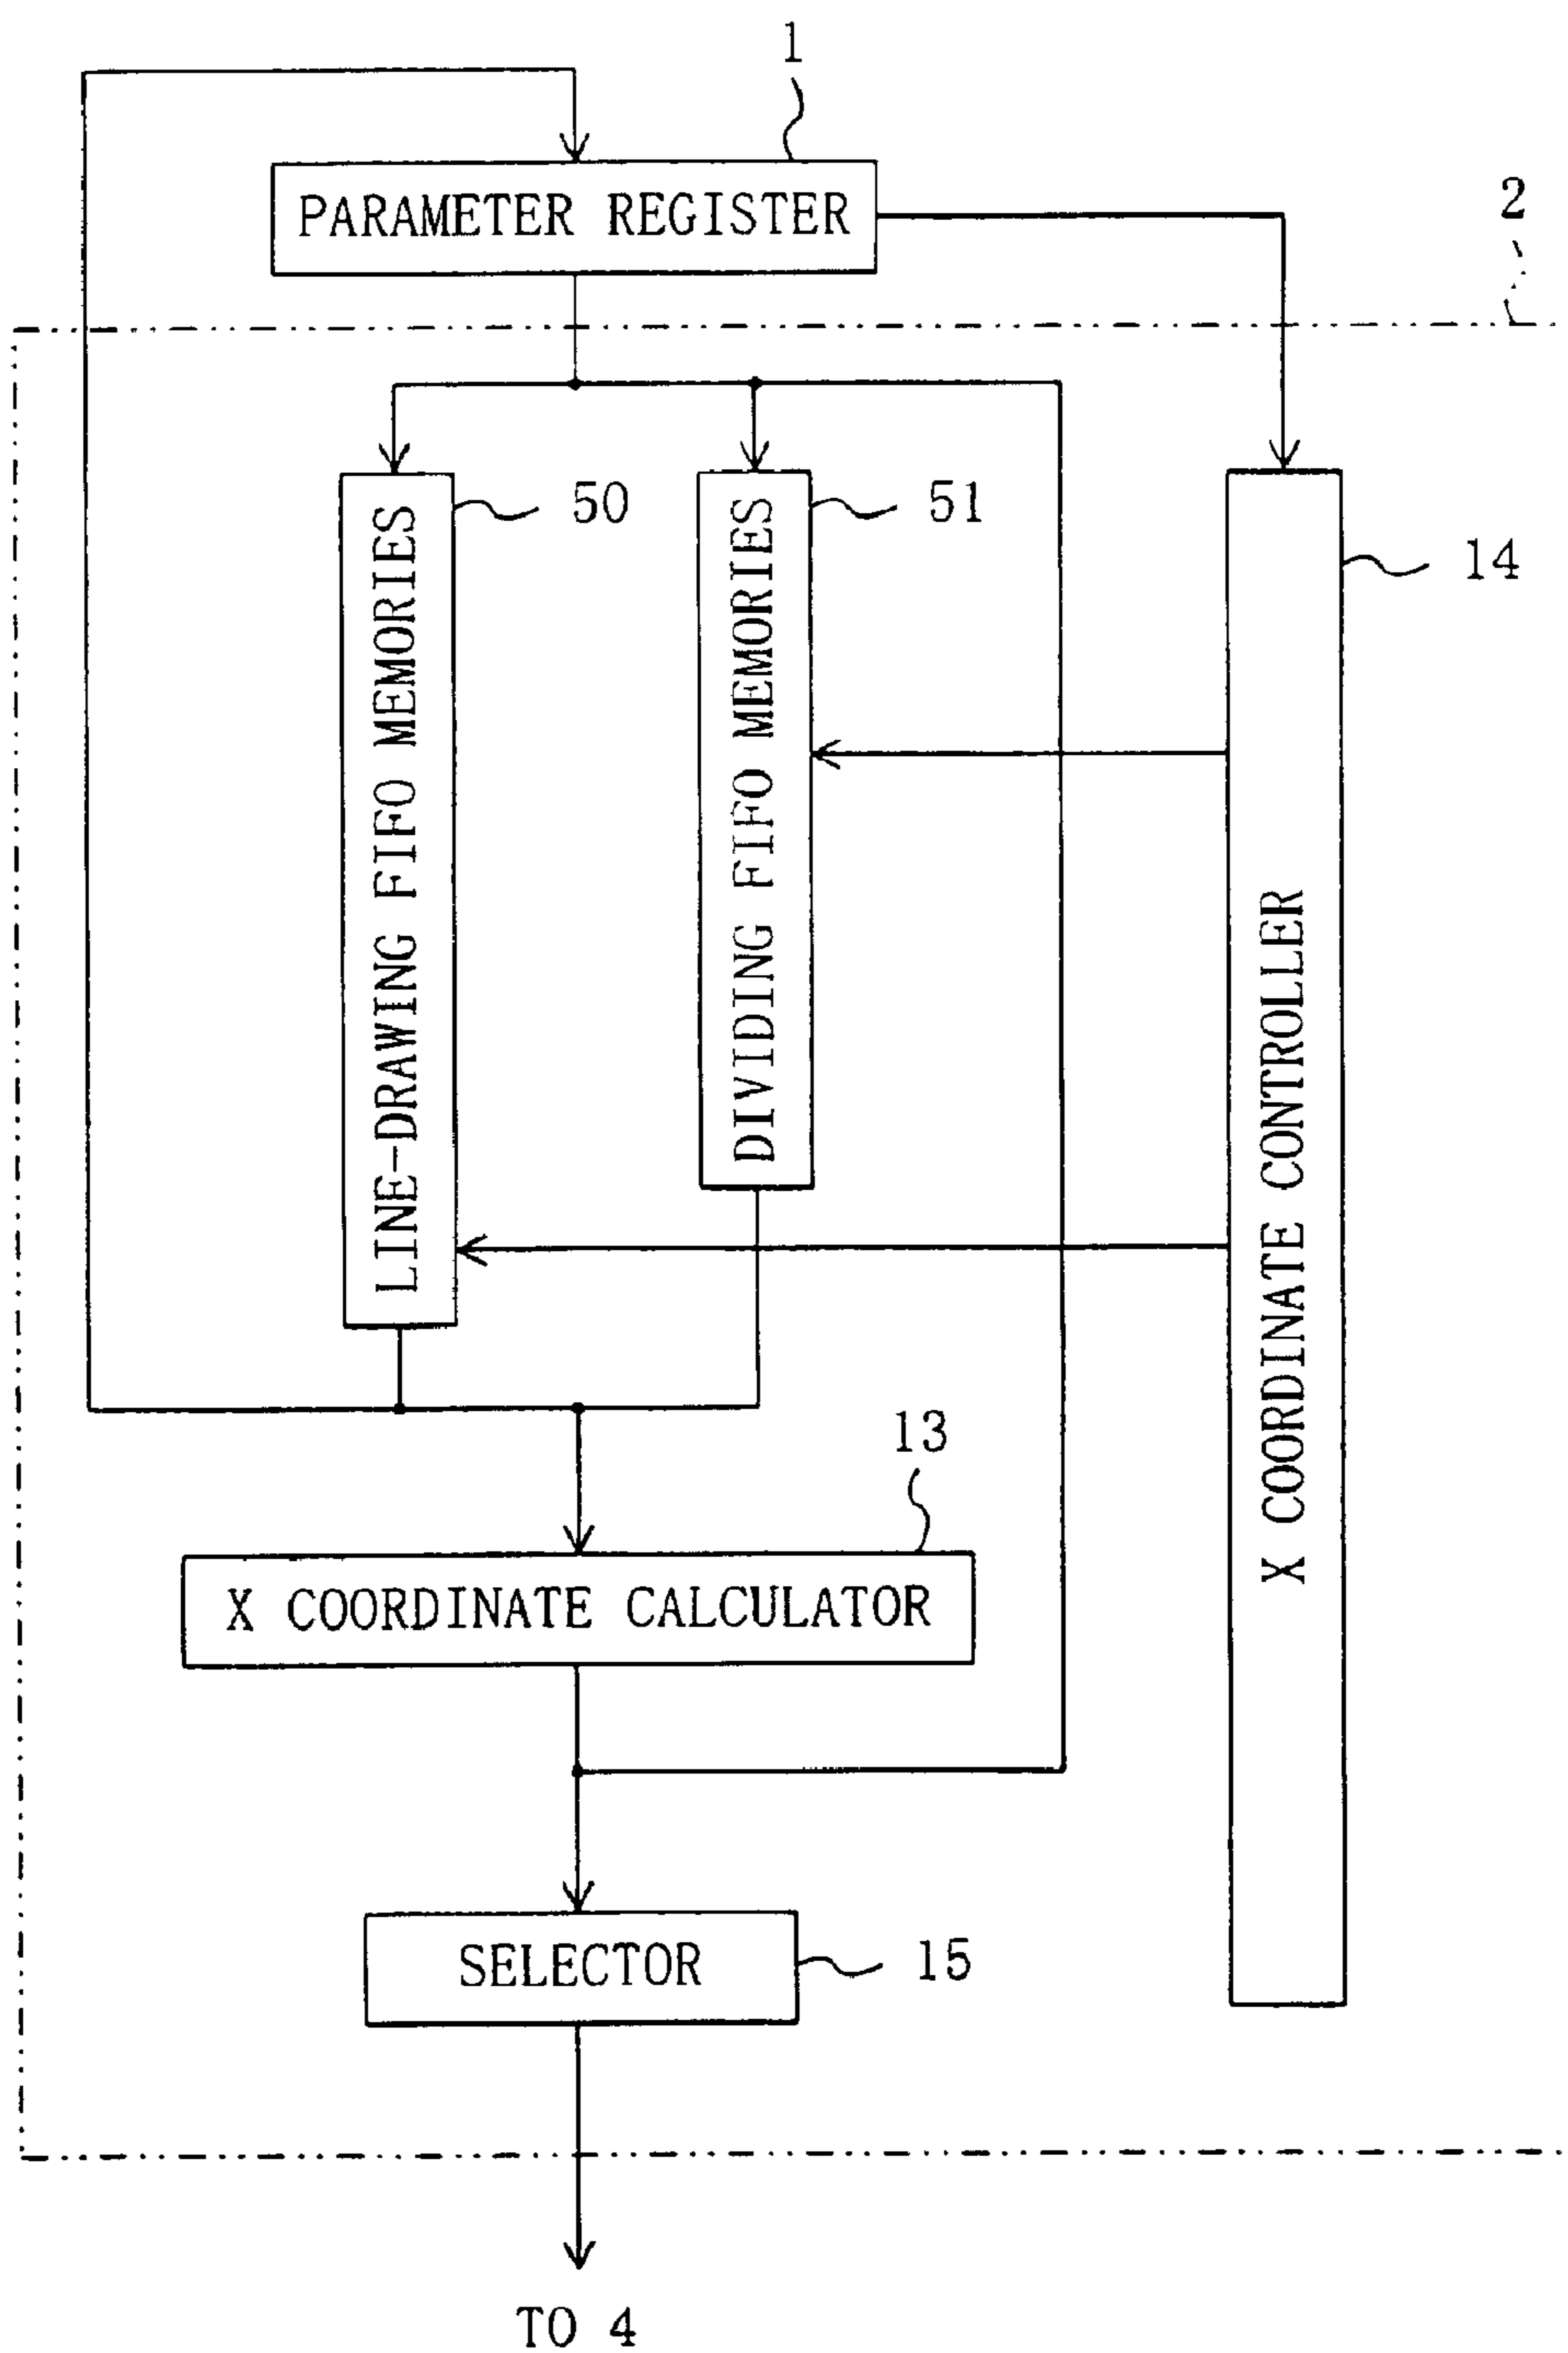 1
PARAMETER REGISTER
2
LINE-DRAWING FIFO MEMORIES
50
DIVIDING FIFO MEMORIES
51
X COORDINATE CONTROLLER
14
13
X COORDINATE CALCULATOR
SELECTOR
15
TO 4